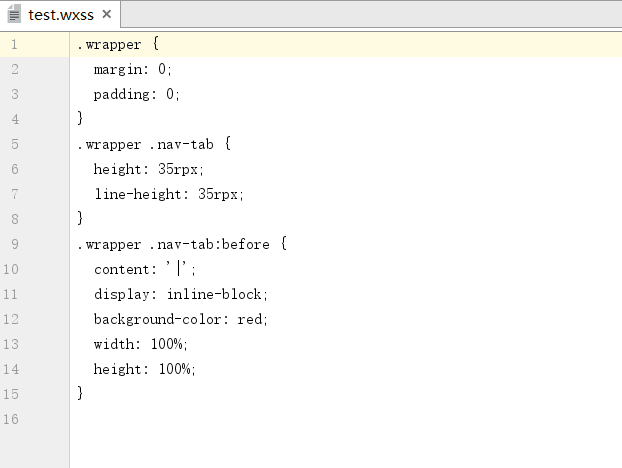 test.wxss
1 .wrapper {
2 margin: 0;
3 padding: 0;
4 }
5 .wrapper .nav-tab {
6 height: 35rpx;
7 line-height: 35rpx;
8 }
9 .wrapper .nav-tab:before {
10 content: '|';
11 display: inline-block;
12 background-color: red;
13 width: 100%;
14 height: 100%;
15 }
16